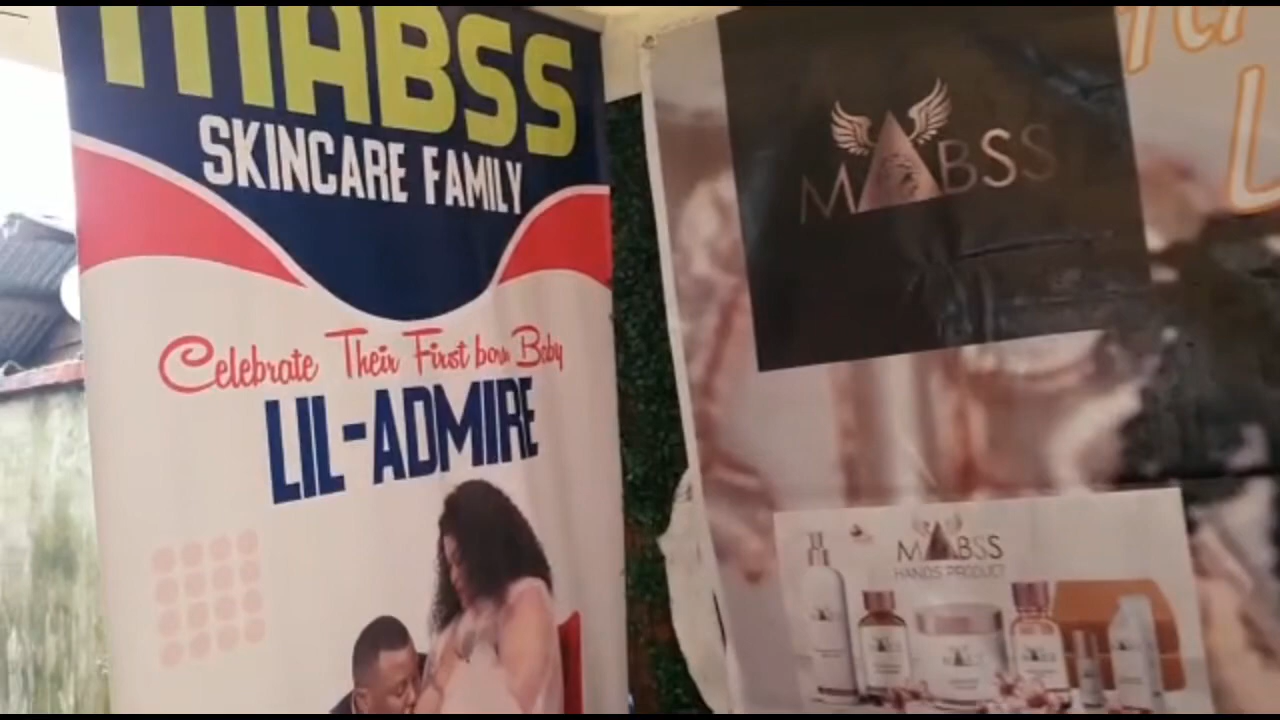 MABSS
SKINCARE FAMILY
Celebrate Their First born Baby
LIL-ADMIRE
MABSS
MABSS
HANDS PRODUCT